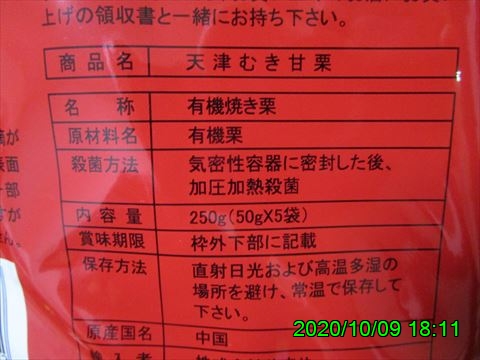 上げの領収書と一緒にお持ち下さい。
商品名 天津むき甘栗
名称 有機焼き栗
原材料名 有機栗
殺菌方法 気密性容器に密封した後、
加圧加熱殺菌
内容量 250g(50gX5袋)
賞味期限 枠外下部に記載
保存方法 直射日光および高温多湿の
場所を避け、常温で保存して
下さい。
原産国名 中国
輸入者
2020/10/09 18:11